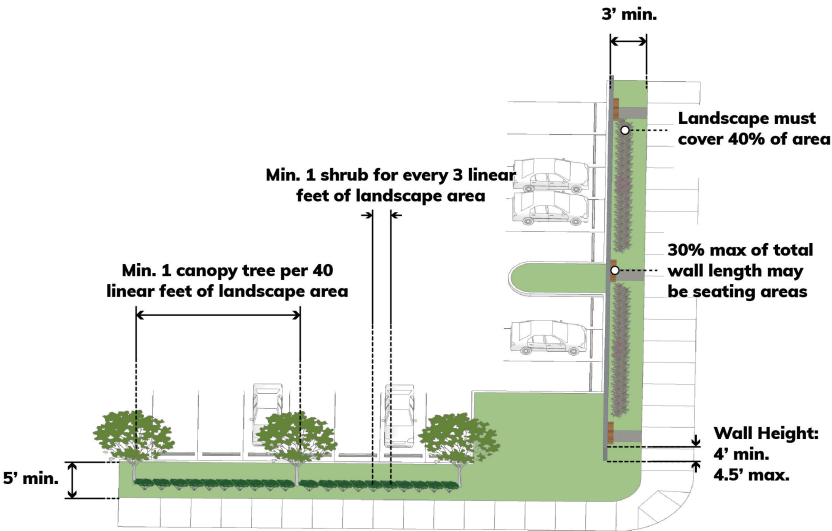 3’ min.
Landscape must
cover 40% of area
Min. 1 shrub for every 3 linear
feet of landscape area
30% max of total
wall length may
be seating areas
Min. 1 canopy tree per 40
linear feet of landscape area
Wall Height:
4’ min.
4.5’ max.
5’ min.